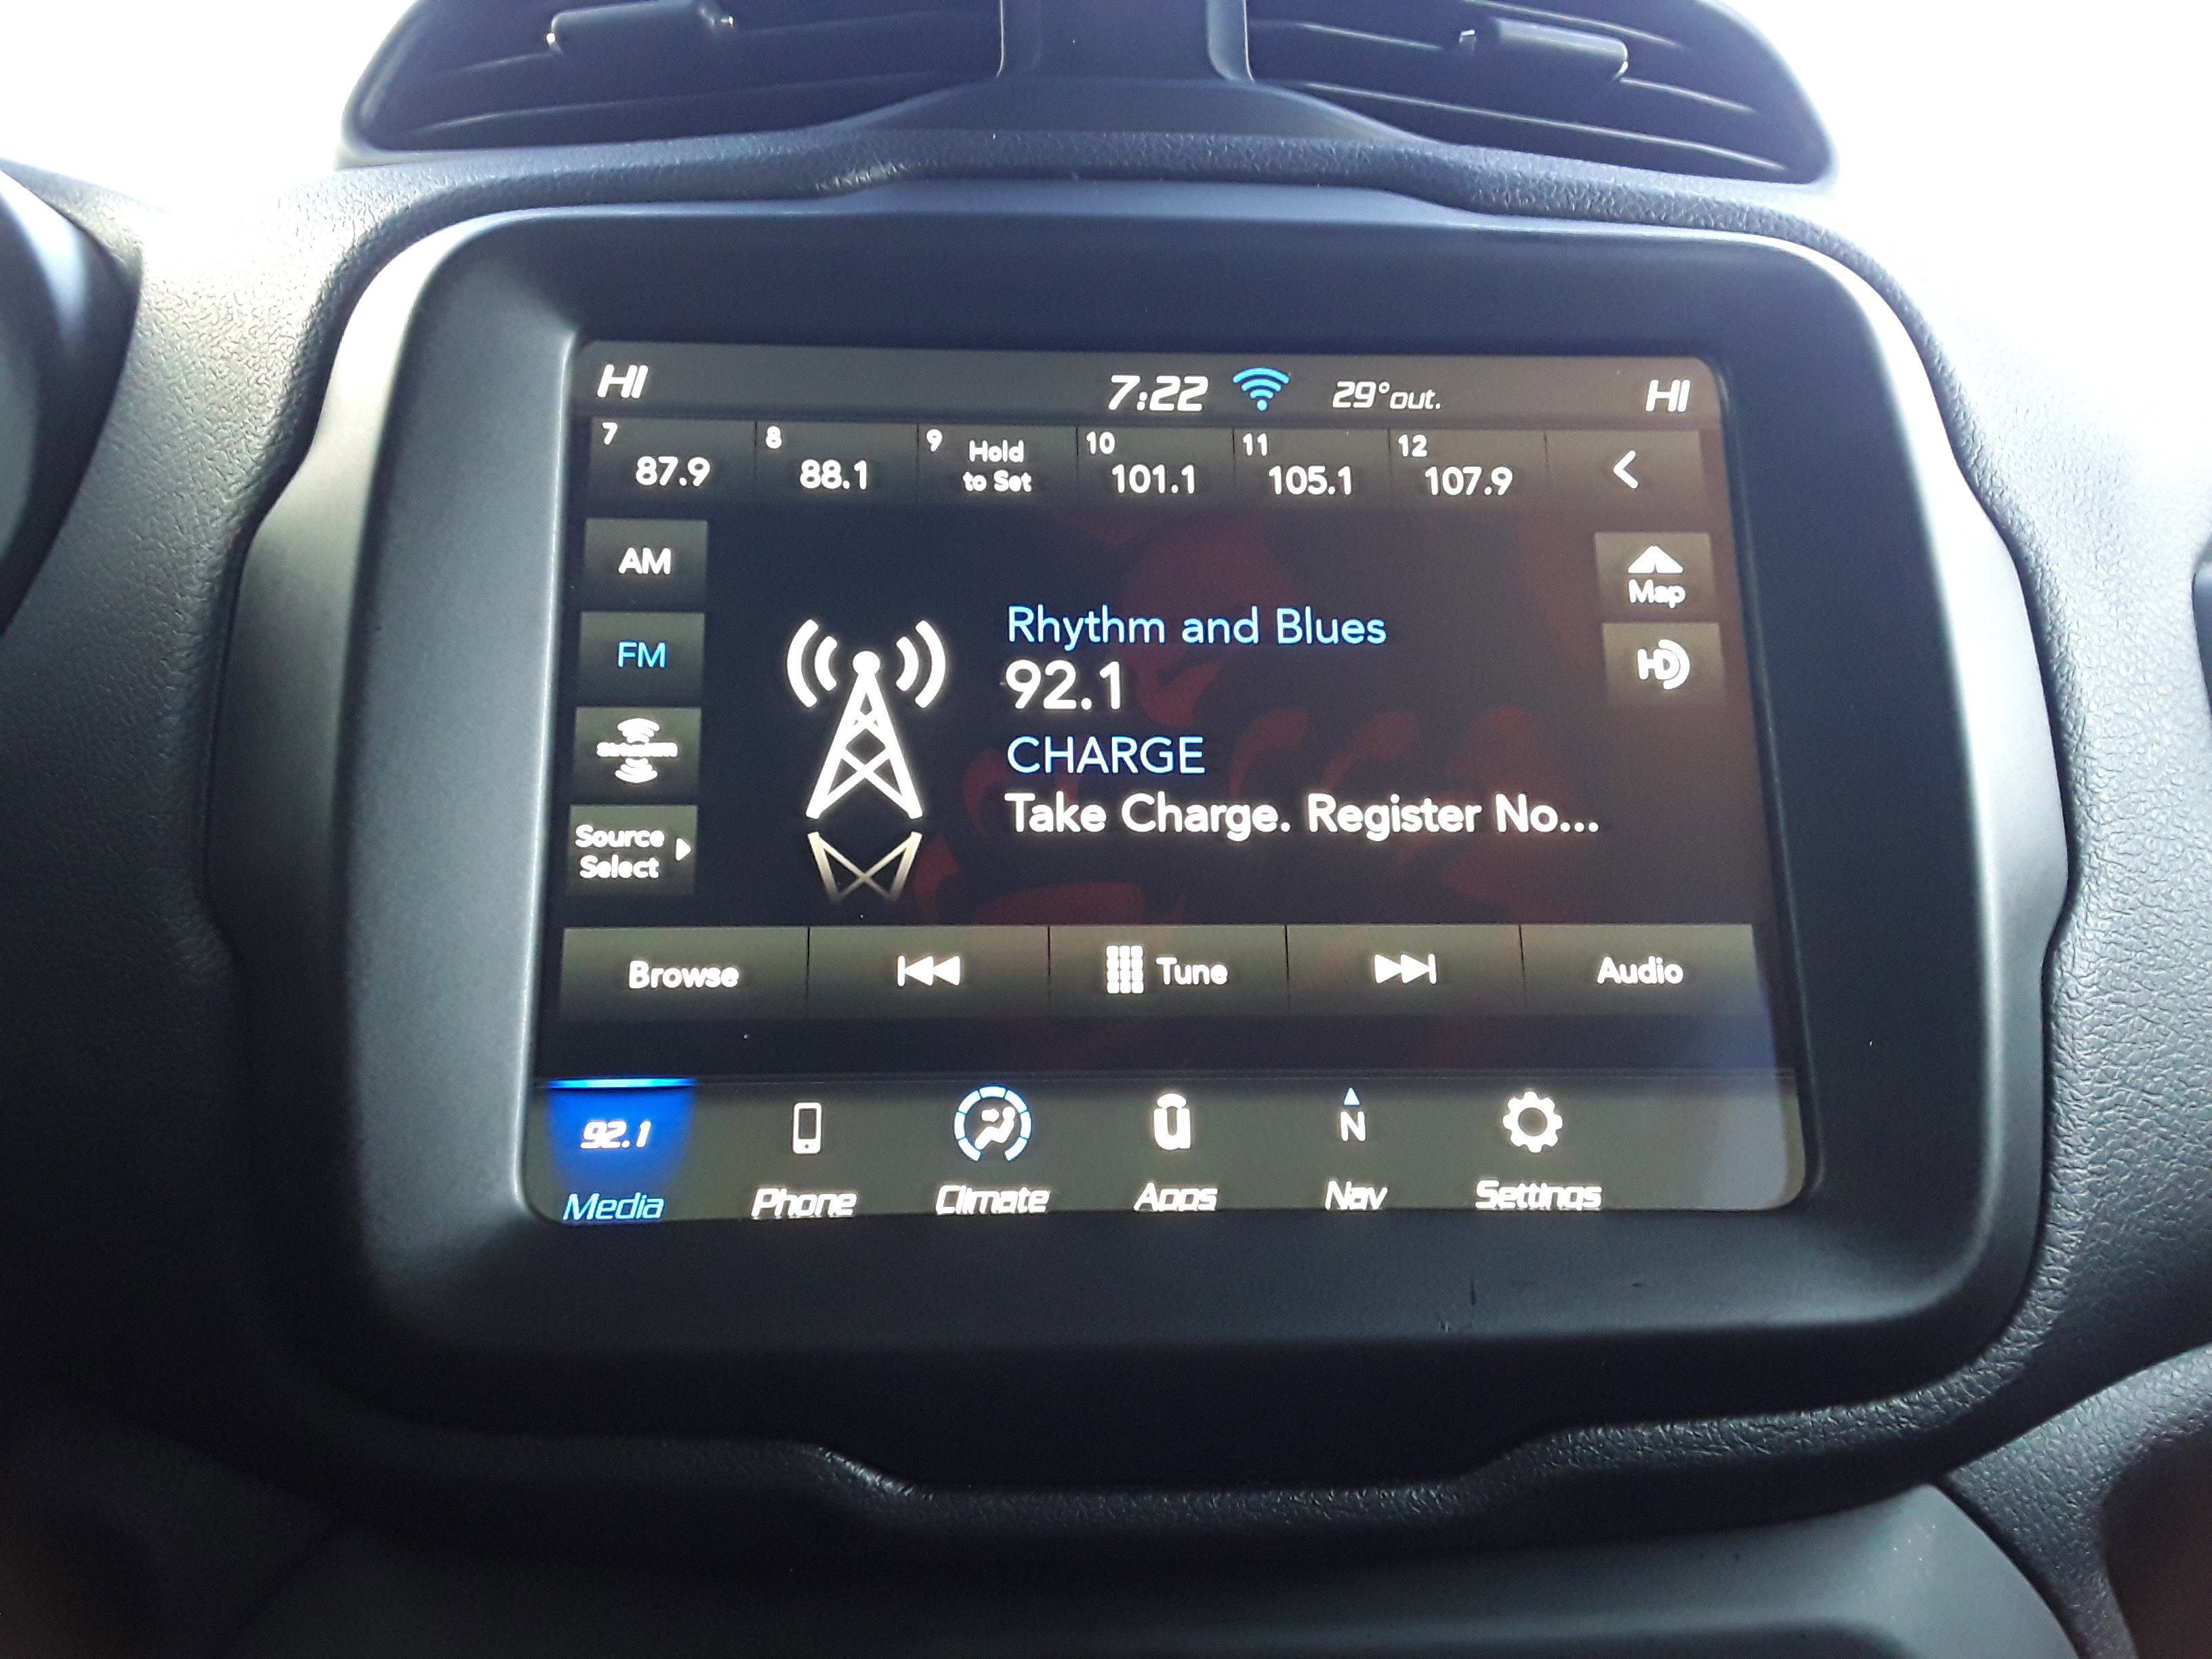 HI 7:22 29°out. HI
7 87.9 8 88.1 9 Hold to Set 10 101.1 11 105.1 12 107.9
AM
FM
Source
Select
Rhythm and Blues
92.1
CHARGE
Take Charge. Register No...
Map
HD
Browse Tune Audio
92.1 N
Media Phone Climate Apps Nav Settings